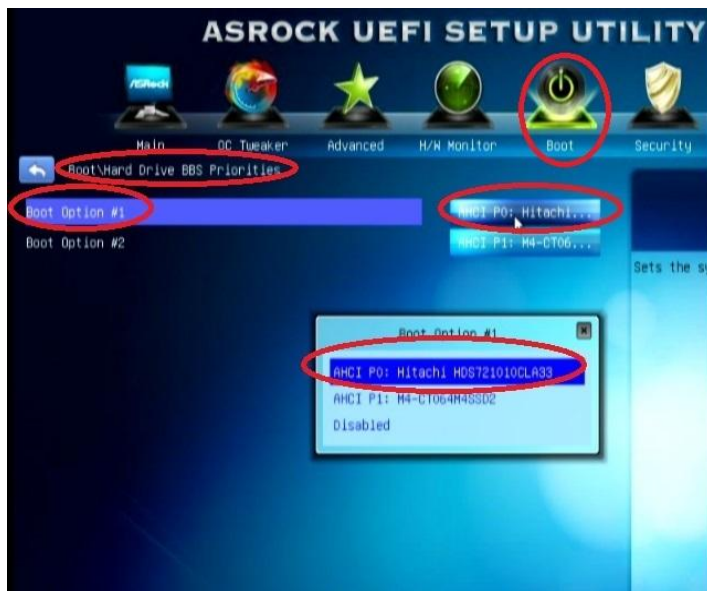 ASROCK UEFI SETUP UTILITY
ASRock
Main
OC Tweaker
Advanced
H/W Monitor
Boot
Security
Boot\Hard Drive BBS Priorities
Boot Option #1
AHCI P0: Hitachi...
Boot Option #2
AHCI P1: M4-CT06...
Sets the sy
Boot Option #1
AHCI P0: Hitachi HDS721010CLA33
AHCI P1: M4-CT064M4SSD2
Disabled